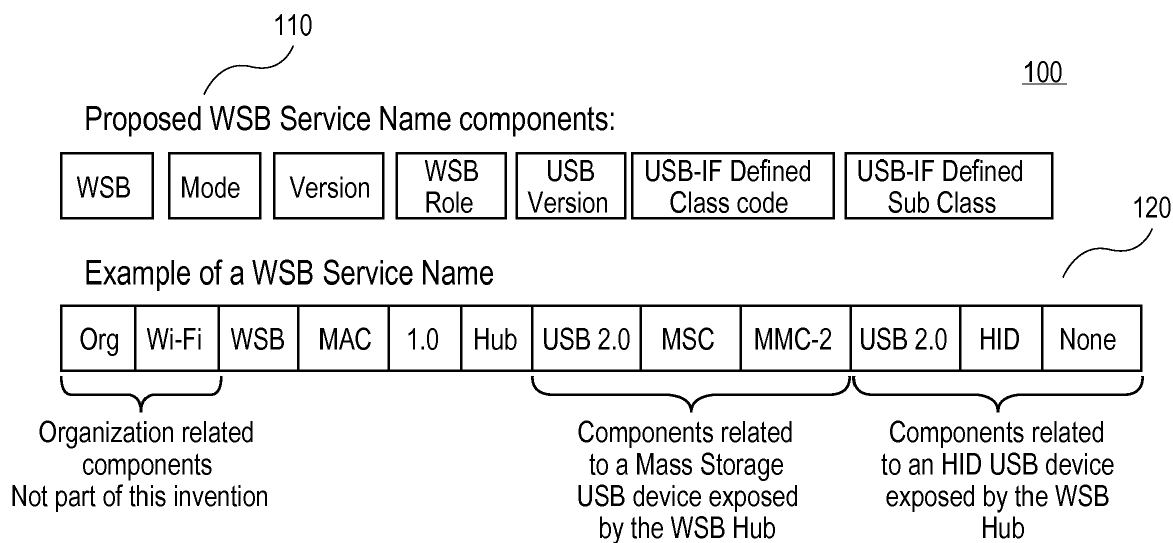 110
100
Proposed WSB Service Name components:
WSB Mode Version WSB Role USB Version USB-IF Defined Class code USB-IF Defined Sub Class
120
Example of a WSB Service Name
Org Wi-Fi WSB MAC 1.0 Hub USB 2.0 MSC MMC-2 USB 2.0 HID None
Organization related
components
Not part of this invention
Components related
to a Mass Storage
USB device exposed
by the WSB Hub
Components related
to an HID USB device
exposed by the WSB
Hub